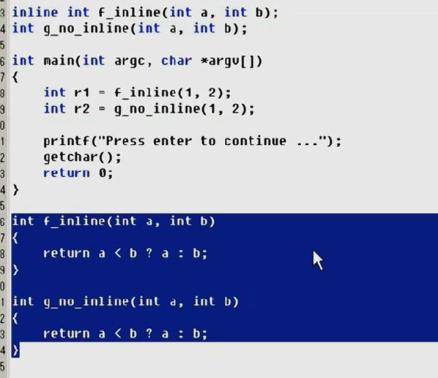 3 inline int f_inline(int a, int b);
4 int g_no_inline(int a, int b);
5
6 int main(int argc, char *argv[])
7 {
8 int r1 = f_inline(1, 2);
9 int r2 = g_no_inline(1, 2);
0
1 printf("Press enter to continue ...");
2 getchar();
3 return 0;
4 }
5
6 int f_inline(int a, int b)
7 {
8 return a < b ? a : b;
9 }
0
1 int g_no_inline(int a, int b)
2 {
3 return a < b ? a : b;
4 }
5